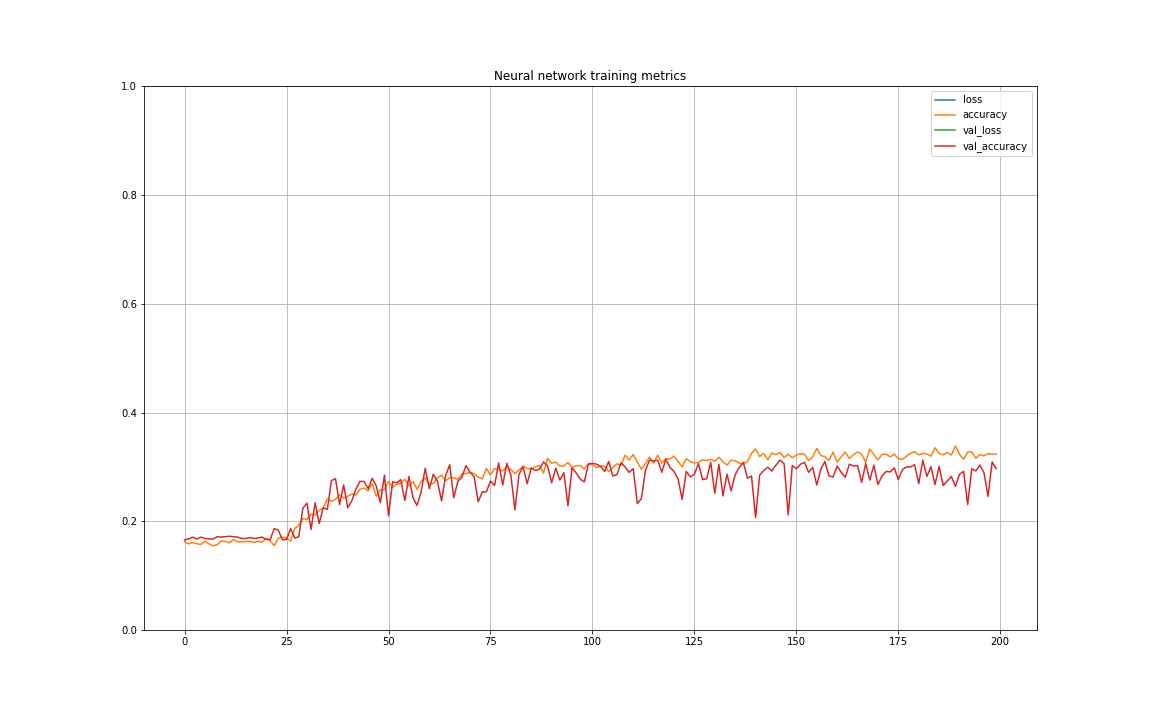 Neural network training metrics
1.0
0.8
0.6
0.4
0.2
0.0
loss
accuracy
val_loss
val_accuracy
0 25 50 75 100 125 150 175 200